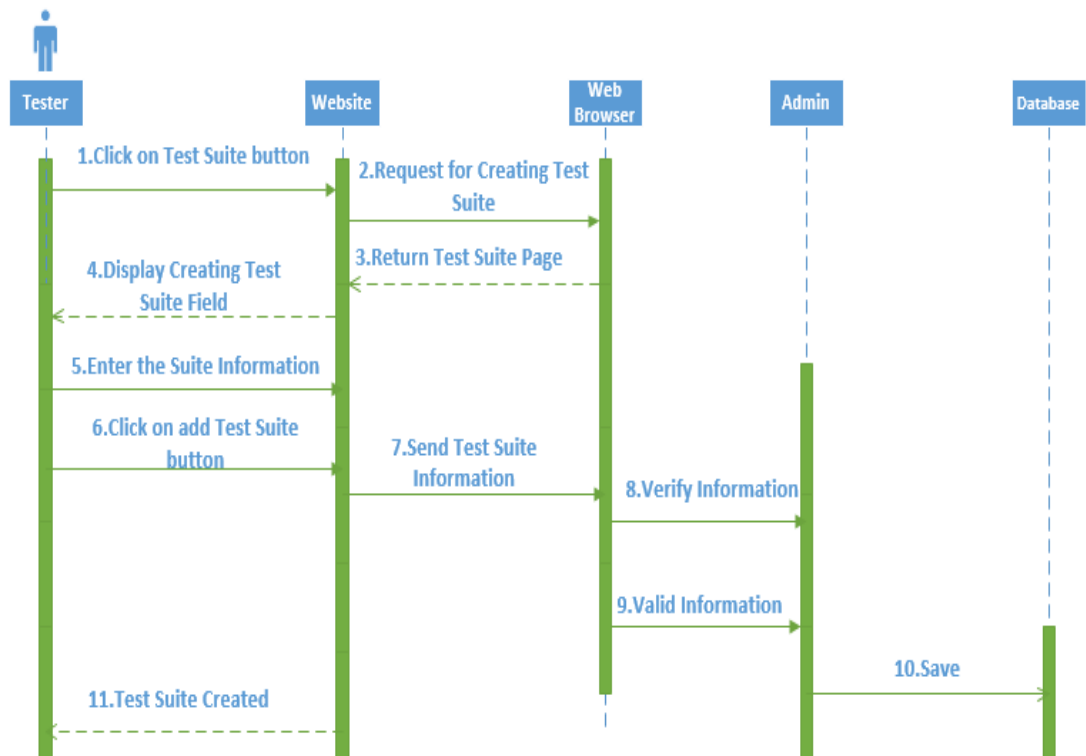 Tester
Website
Web
Browser
Admin
Database
1.Click on Test Suite button
2.Request for Creating Test
Suite
3.Return Test Suite Page
4.Display Creating Test
Suite Field
5.Enter the Suite Information
6.Click on add Test Suite
button
7.Send Test Suite
Information
8.Verify Information
9.Valid Information
10.Save
11.Test Suite Created